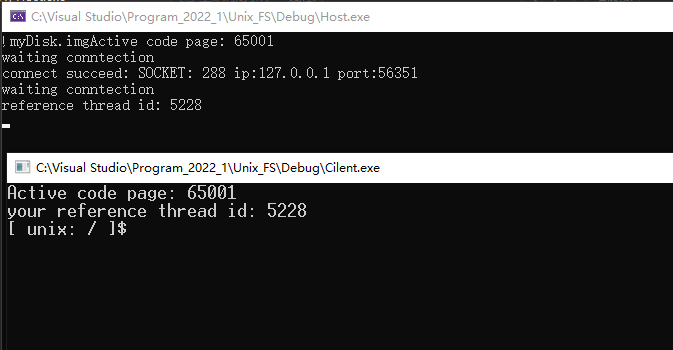 C:\Visual Studio\Program_2022_1\Unix_FS\Debug\Host.exe
!myDisk.imgActive code page: 65001
waiting conntection
connect succeed: SOCKET: 288 ip:127.0.0.1 port:56351
waiting conntection
reference thread id: 5228
C:\Visual Studio\Program_2022_1\Unix_FS\Debug\Cilent.exe
Active code page: 65001
your reference thread id: 5228
[ unix: / ]$